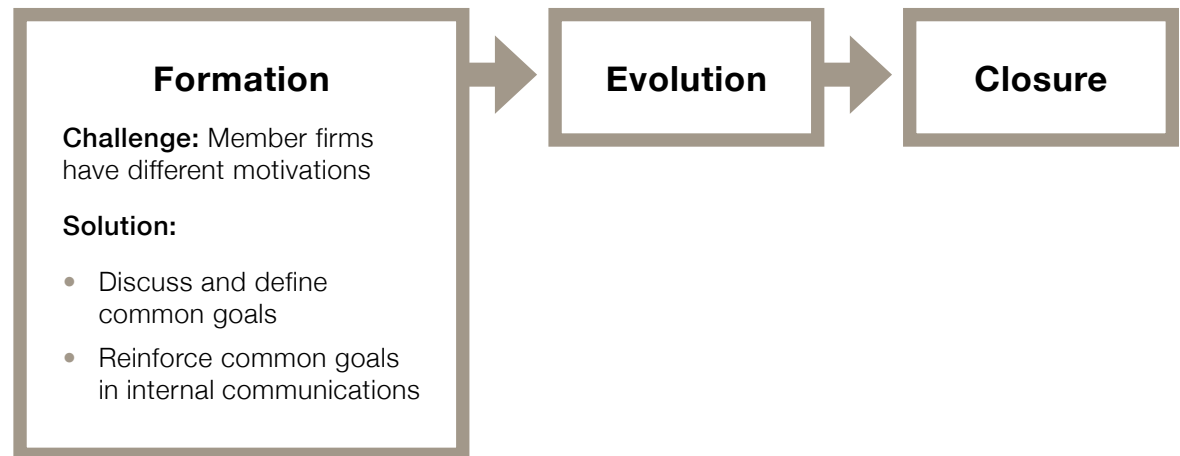 Formation
Challenge: Member firms
have different motivations
Solution:
• Discuss and define
common goals
• Reinforce common goals
in internal communications
Evolution
Closure